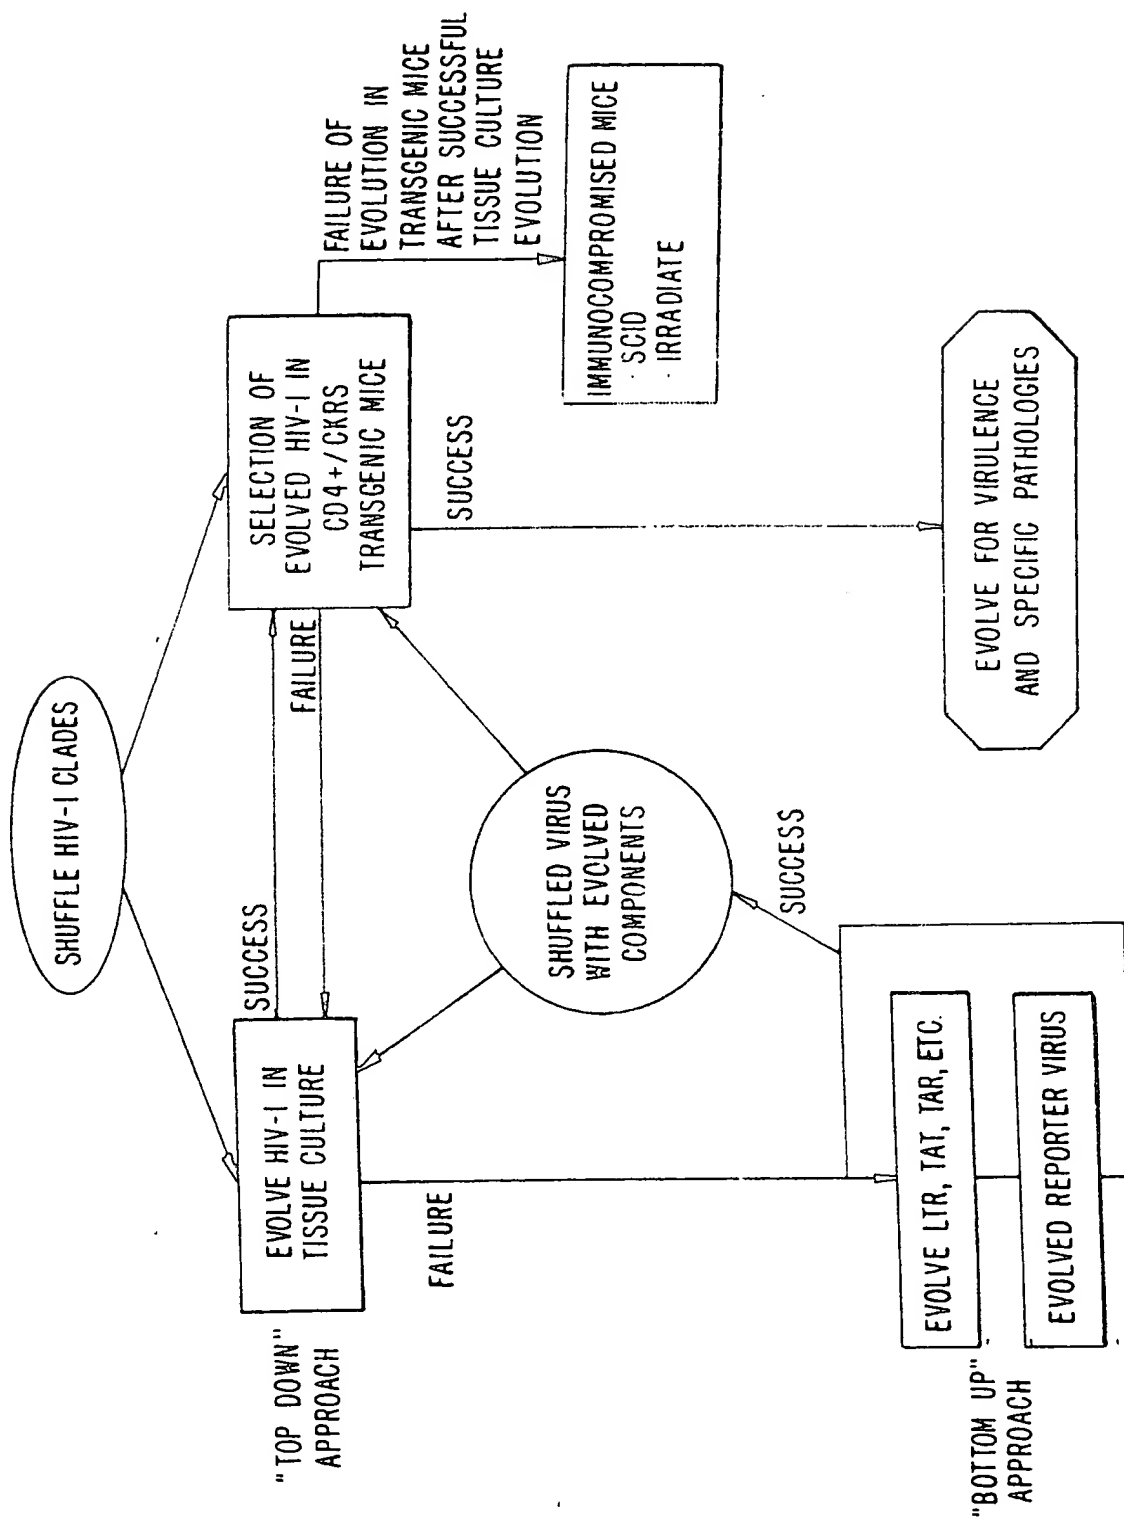 SHUFFLE HIV-1 CLADES
"TOP DOWN"
APPROACH
EVOLVE HIV-1 IN
TISSUE CULTURE
SUCCESS
FAILURE
SELECTION OF
EVOLVED HIV-1 IN
CD4+/CKRS
TRANSGENIC MICE
FAILURE OF
EVOLUTION IN
TRANSGENIC MICE
AFTER SUCCESSFUL
TISSUE CULTURE
EVOLUTION
FAILURE
SUCCESS
SHUFFLED VIRUS
WITH EVOLVED
COMPONENTS
IMMUNOCOMPROMISED MICE
· SCID
· IRRADIATE
SUCCESS
"BOTTOM UP"
APPROACH
EVOLVE LTR, TAT, TAR, ETC.
EVOLVED REPORTER VIRUS
EVOLVE FOR VIRULENCE
AND SPECIFIC PATHOLOGIES